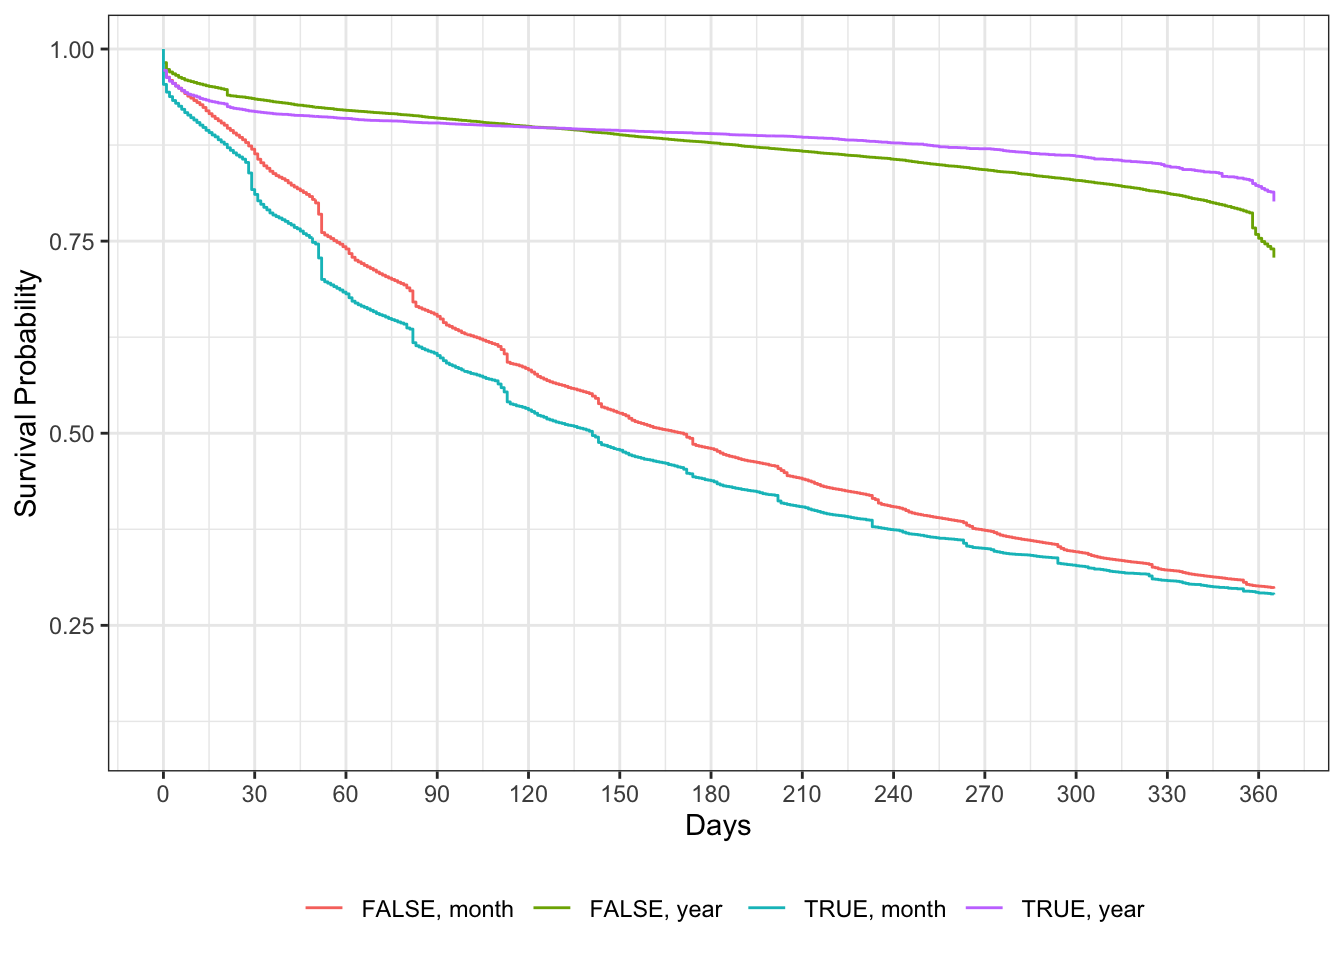 1.00
0.75
0.50
0.25
Survival Probability
0 30 60 90 120 150 180 210 240 270 300 330 360
Days
FALSE, month FALSE, year TRUE, month TRUE, year